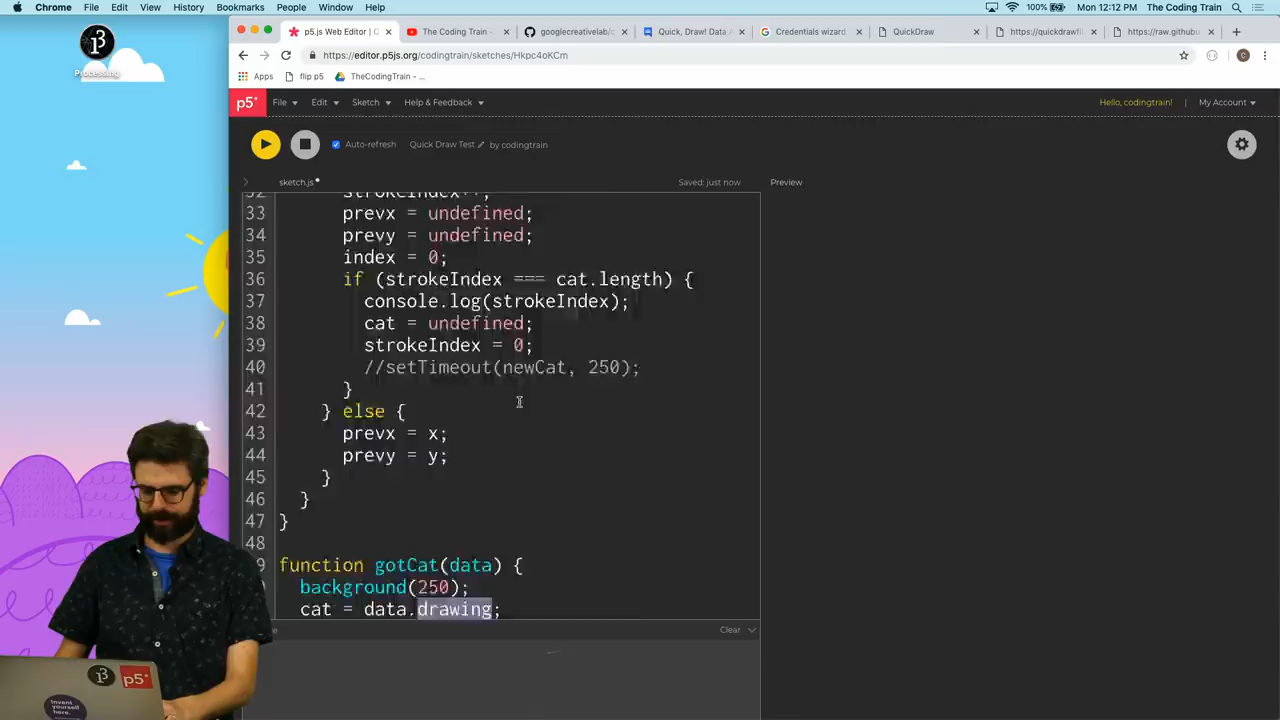 Chrome File Edit View History Bookmarks People Window Help
100% Mon 12:12 PM The Coding Train
p5.js Web Editor | Q
The Coding Train -
googlecreativelab/
Quick, Draw! Data
Credentials wizard
QuickDraw
https://quickdrawfi
https://raw.github
https://editor.p5js.org/codingtrain/sketches/Hkpc4oKCm
Apps flip p5 TheCodingTrain - ...
Processing
p5* File Edit Sketch Help & Feedback
Hello, codingtrain! | My Account
Auto-refresh Quick Draw Test by codingtrain
sketch.js
Saved: just now
Preview
32 strokeIndex++;
33 prevx = undefined;
34 prevy = undefined;
35 index = 0;
36 if (strokeIndex === cat.length) {
37 console.log(strokeIndex);
38 cat = undefined;
39 strokeIndex = 0;
40 //setTimeout(newCat, 250);
41 }
42 } else {
43 prevx = x;
44 prevy = y;
45 }
46 }
47 }
48
function gotCat(data) {
background(250);
cat = data.drawing;
Clear
p5*
Invent yourself here.